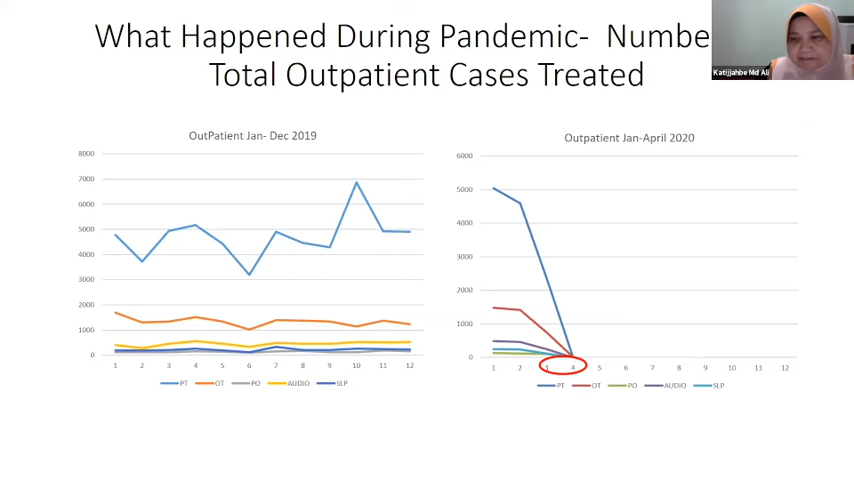 What Happened During Pandemic- Numbe
Total Outpatient Cases Treated
Katijjahbe Md Ali
OutPatient Jan- Dec 2019
8000
7000
6000
5000
4000
3000
2000
1000
0
1 2 3 4 5 6 7 8 9 10 11 12
PT OT PO AUDIO SLP
Outpatient Jan-April 2020
6000
5000
4000
3000
2000
1000
0
1 2 3 4 5 6 7 8 9 10 11 12
PT OT PO AUDIO SLP